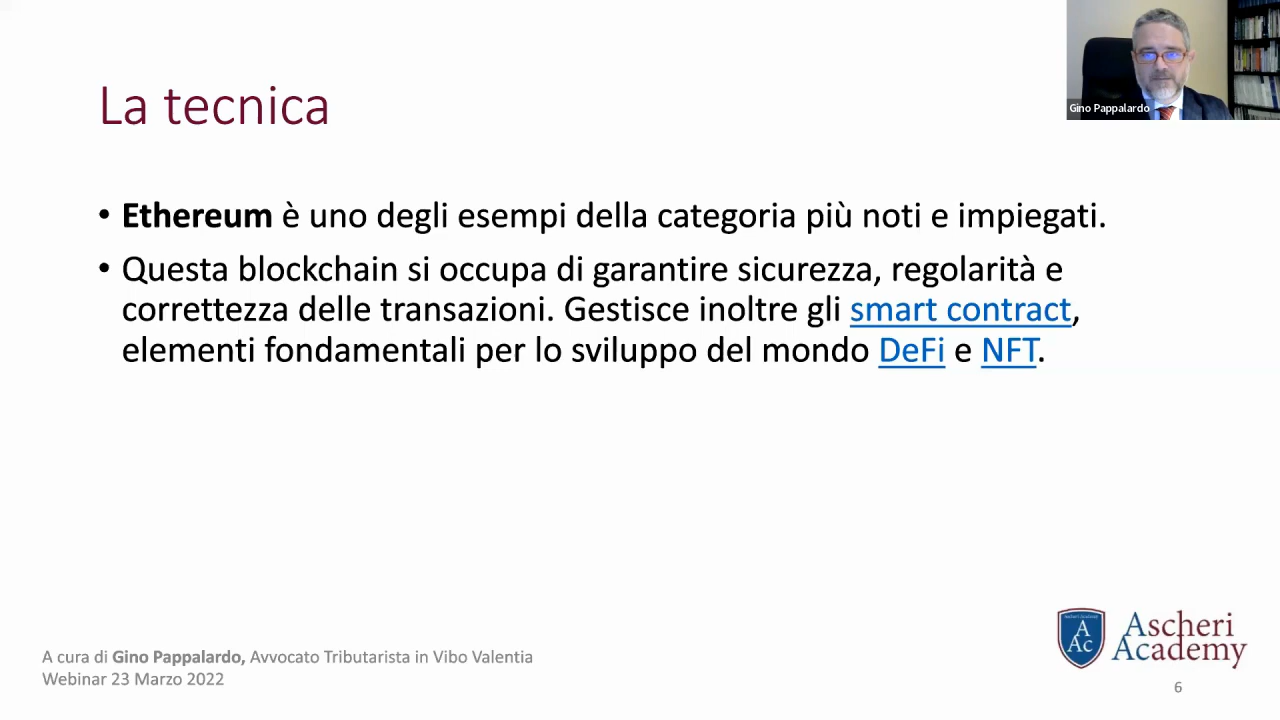 Gino Pappalardo
La tecnica
• Ethereum è uno degli esempi della categoria più noti e impiegati.
• Questa blockchain si occupa di garantire sicurezza, regolarità e
correttezza delle transazioni. Gestisce inoltre gli smart contract,
elementi fondamentali per lo sviluppo del mondo DeFi e NFT.
A cura di Gino Pappalardo, Avvocato Tributarista in Vibo Valentia
Webinar 23 Marzo 2022
A
Ac
Ascheri
Academy
6